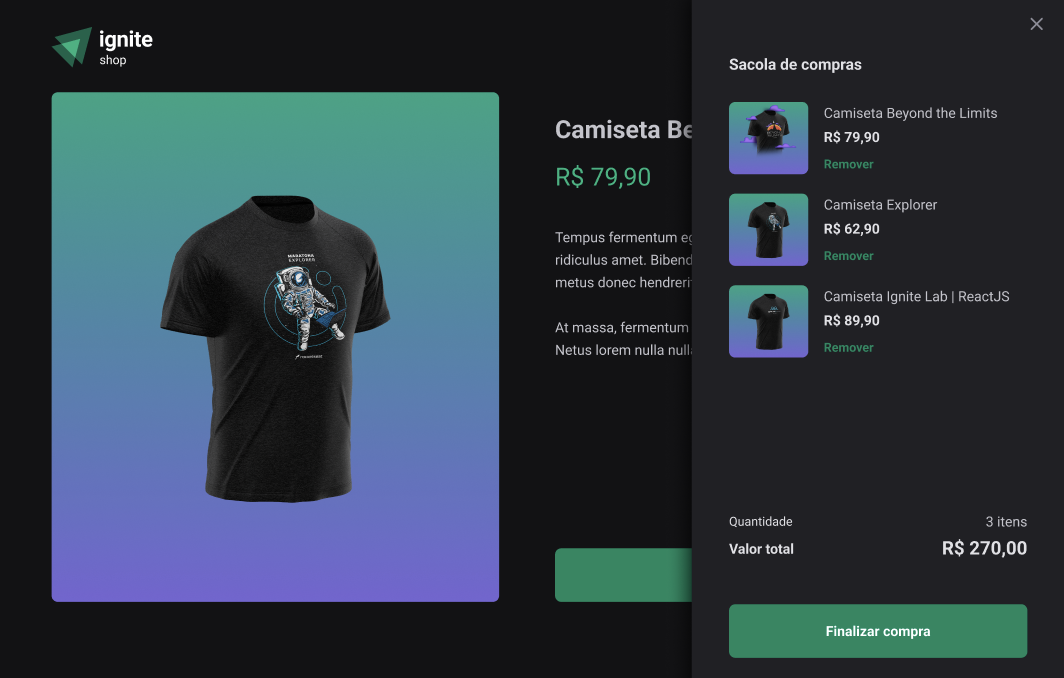 ignite
shop
MARATONA
EXPLORER
Camiseta Be
R$ 79,90
Tempus fermentum eg
ridiculus amet. Bibend
metus donec hendrerit
At massa, fermentum
Netus lorem nulla null
Sacola de compras
Camiseta Beyond the Limits
R$ 79,90
Remover
Camiseta Explorer
R$ 62,90
Remover
Camiseta Ignite Lab | ReactJS
R$ 89,90
Remover
Quantidade
3 itens
Valor total
R$ 270,00
Finalizar compra